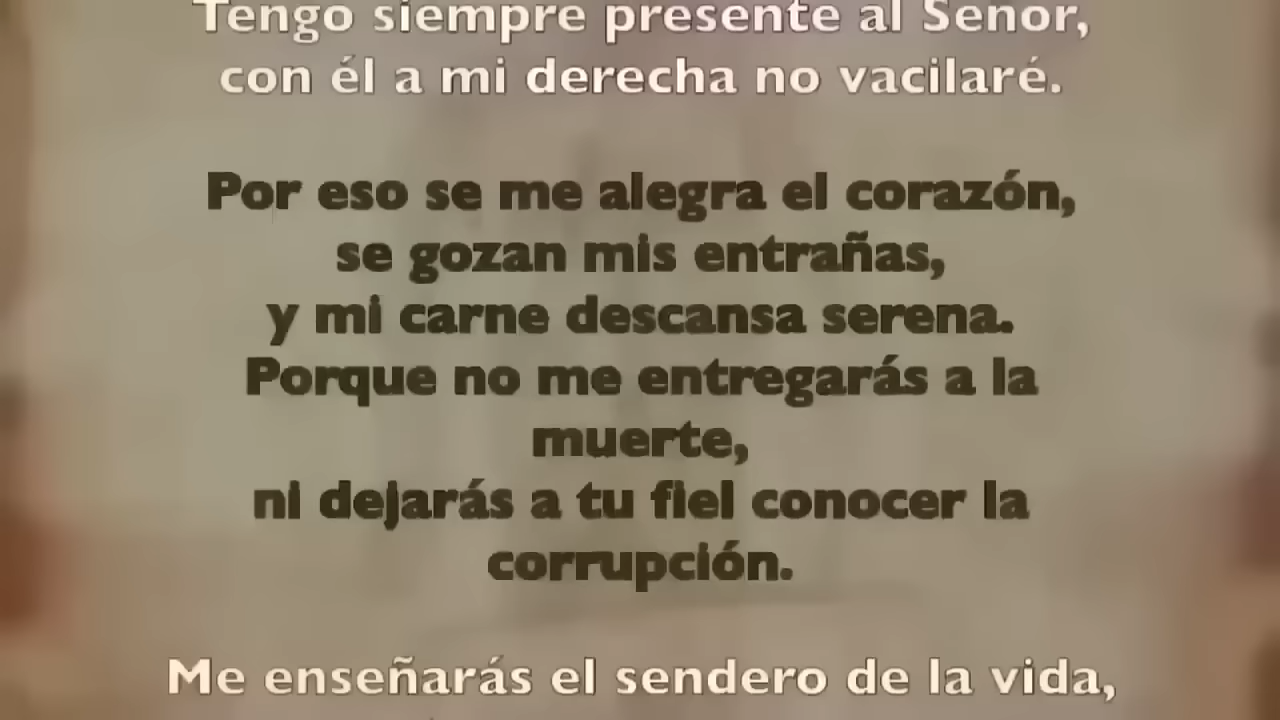 Tengo siempre presente al Señor,
con él a mi derecha no vacilaré.
Por eso se me alegra el corazón,
se gozan mis entrañas,
y mi carne descansa serena.
Porque no me entregarás a la
muerte,
ni dejarás a tu fiel conocer la
corrupción.
Me enseñarás el sendero de la vida,